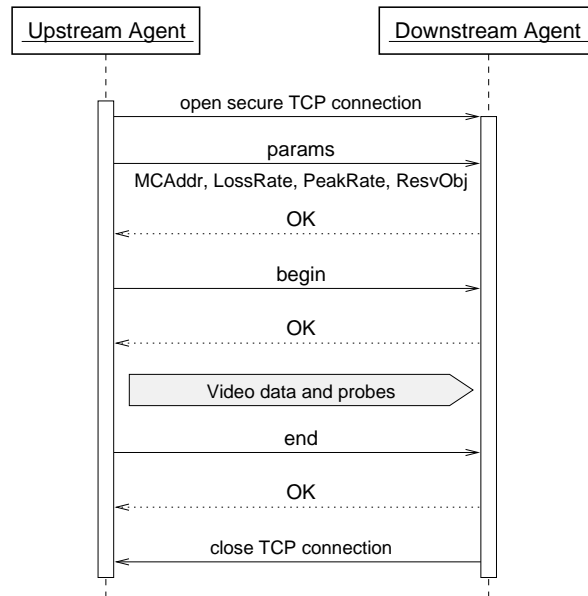 Upstream Agent
Downstream Agent
open secure TCP connection
params
MCAddr, LossRate, PeakRate, ResvObj
OK
begin
OK
Video data and probes
end
OK
close TCP connection